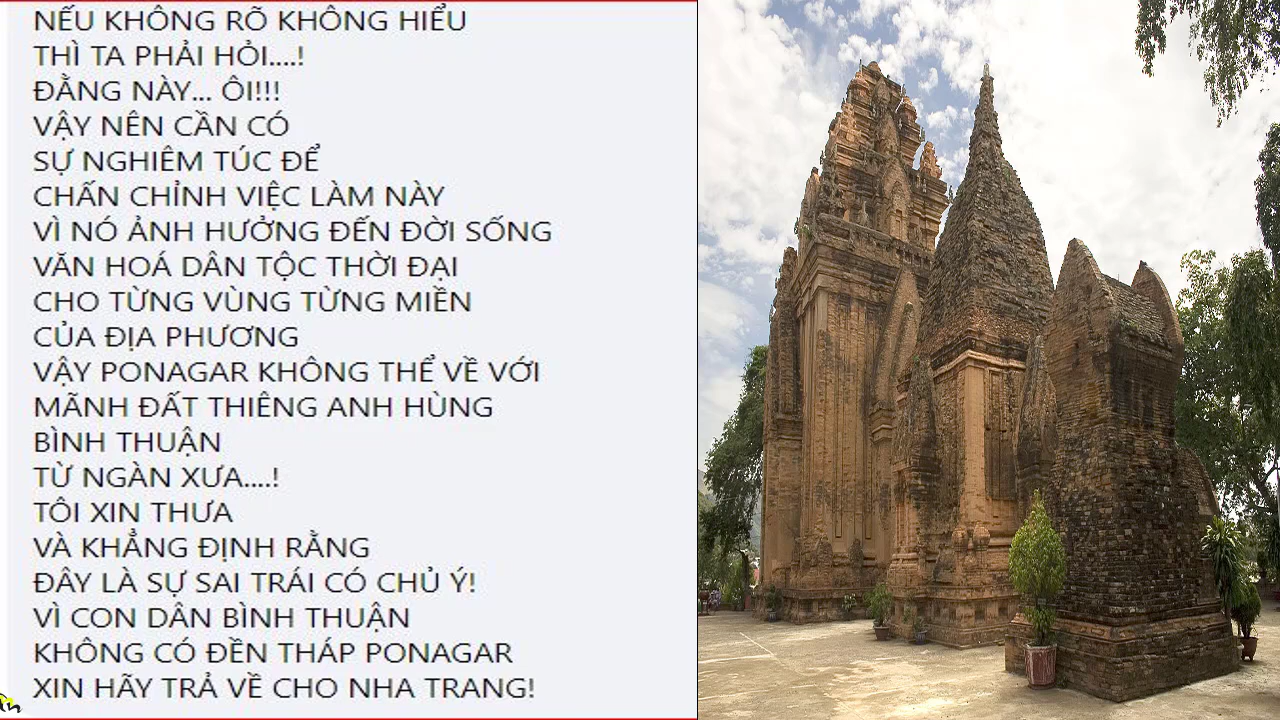 NẾU KHÔNG RÕ KHÔNG HIỂU
THÌ TA PHẢI HỎI....!
ĐẰNG NÀY... ÔI!!!
VẬY NÊN CẦN CÓ
SỰ NGHIÊM TÚC ĐỂ
CHẤN CHỈNH VIỆC LÀM NÀY
VÌ NÓ ẢNH HƯỞNG ĐẾN ĐỜI SỐNG
VĂN HOÁ DÂN TỘC THỜI ĐẠI
CHO TỪNG VÙNG TỪNG MIỀN
CỦA ĐỊA PHƯƠNG
VẬY PONAGAR KHÔNG THỂ VỀ VỚI
MÃNH ĐẤT THIÊNG ANH HÙNG
BÌNH THUẬN
TỪ NGÀN XƯA....!
TÔI XIN THƯA
VÀ KHẲNG ĐỊNH RẰNG
ĐÂY LÀ SỰ SAI TRÁI CÓ CHỦ Ý!
VÌ CON DÂN BÌNH THUẬN
KHÔNG CÓ ĐỀN THÁP PONAGAR
XIN HÃY TRẢ VỀ CHO NHA TRANG!